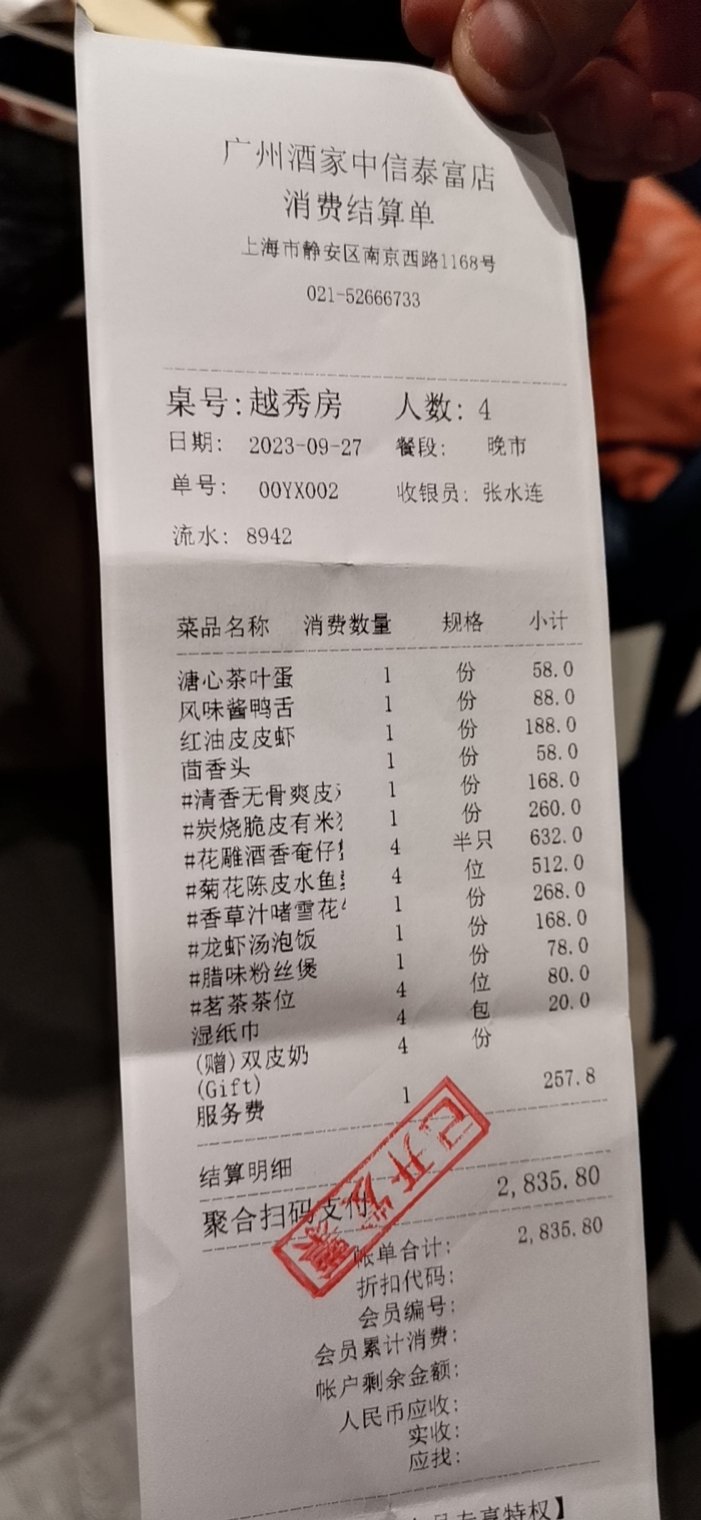 广州酒家中信泰富店
消费结算单
上海市静安区南京西路1168号
021-52666733
桌号:越秀房 人数: 4
日期: 2023-09-27 餐段: 晚市
单号: 00YX002 收银员: 张水连
流水: 8942
菜品名称 消费数量 规格 小计
溏心茶叶蛋 1 份 58.0
风味酱鸭舌 1 份 88.0
红油皮皮虾 1 份 188.0
茴香头 1 份 58.0
#清香无骨爽皮 1 份 168.0
#炭烧脆皮有米 1 份 260.0
#花雕酒香奄仔 4 半只 632.0
#菊花陈皮水鱼 4 位 512.0
#香草汁啫雪花 1 份 268.0
#龙虾汤泡饭 1 份 168.0
#腊味粉丝煲 1 份 78.0
#茗茶茶位 4 位 80.0
湿纸巾 4 包 20.0
(赠)双皮奶 4 份
(Gift)
服务费 1 257.8
结算明细
聚合扫码支付 2,835.80
帐单合计: 2,835.80
折扣代码:
会员编号:
会员累计消费:
帐户剩余金额:
人民币应收:
实收:
应找:
已开发票
专享特权】